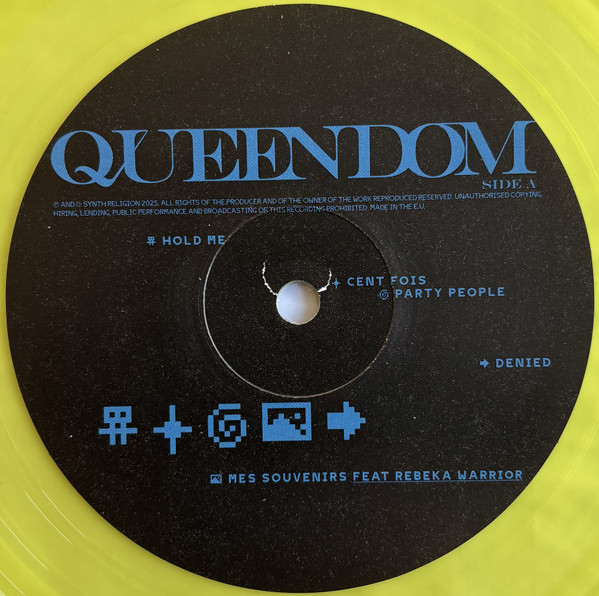 QUEENDOM
SIDE A
℗ AND © SYNTH RELIGION 2025. ALL RIGHTS OF THE PRODUCER AND OF THE OWNER OF THE WORK REPRODUCED RESERVED. UNAUTHORISED COPYING,
HIRING, LENDING, PUBLIC PERFORMANCE AND BROADCASTING OF THIS RECORDING PROHIBITED. MADE IN THE E.U.
HOLD ME
CENT FOIS
PARTY PEOPLE
DENIED
MES SOUVENIRS FEAT REBEKA WARRIOR